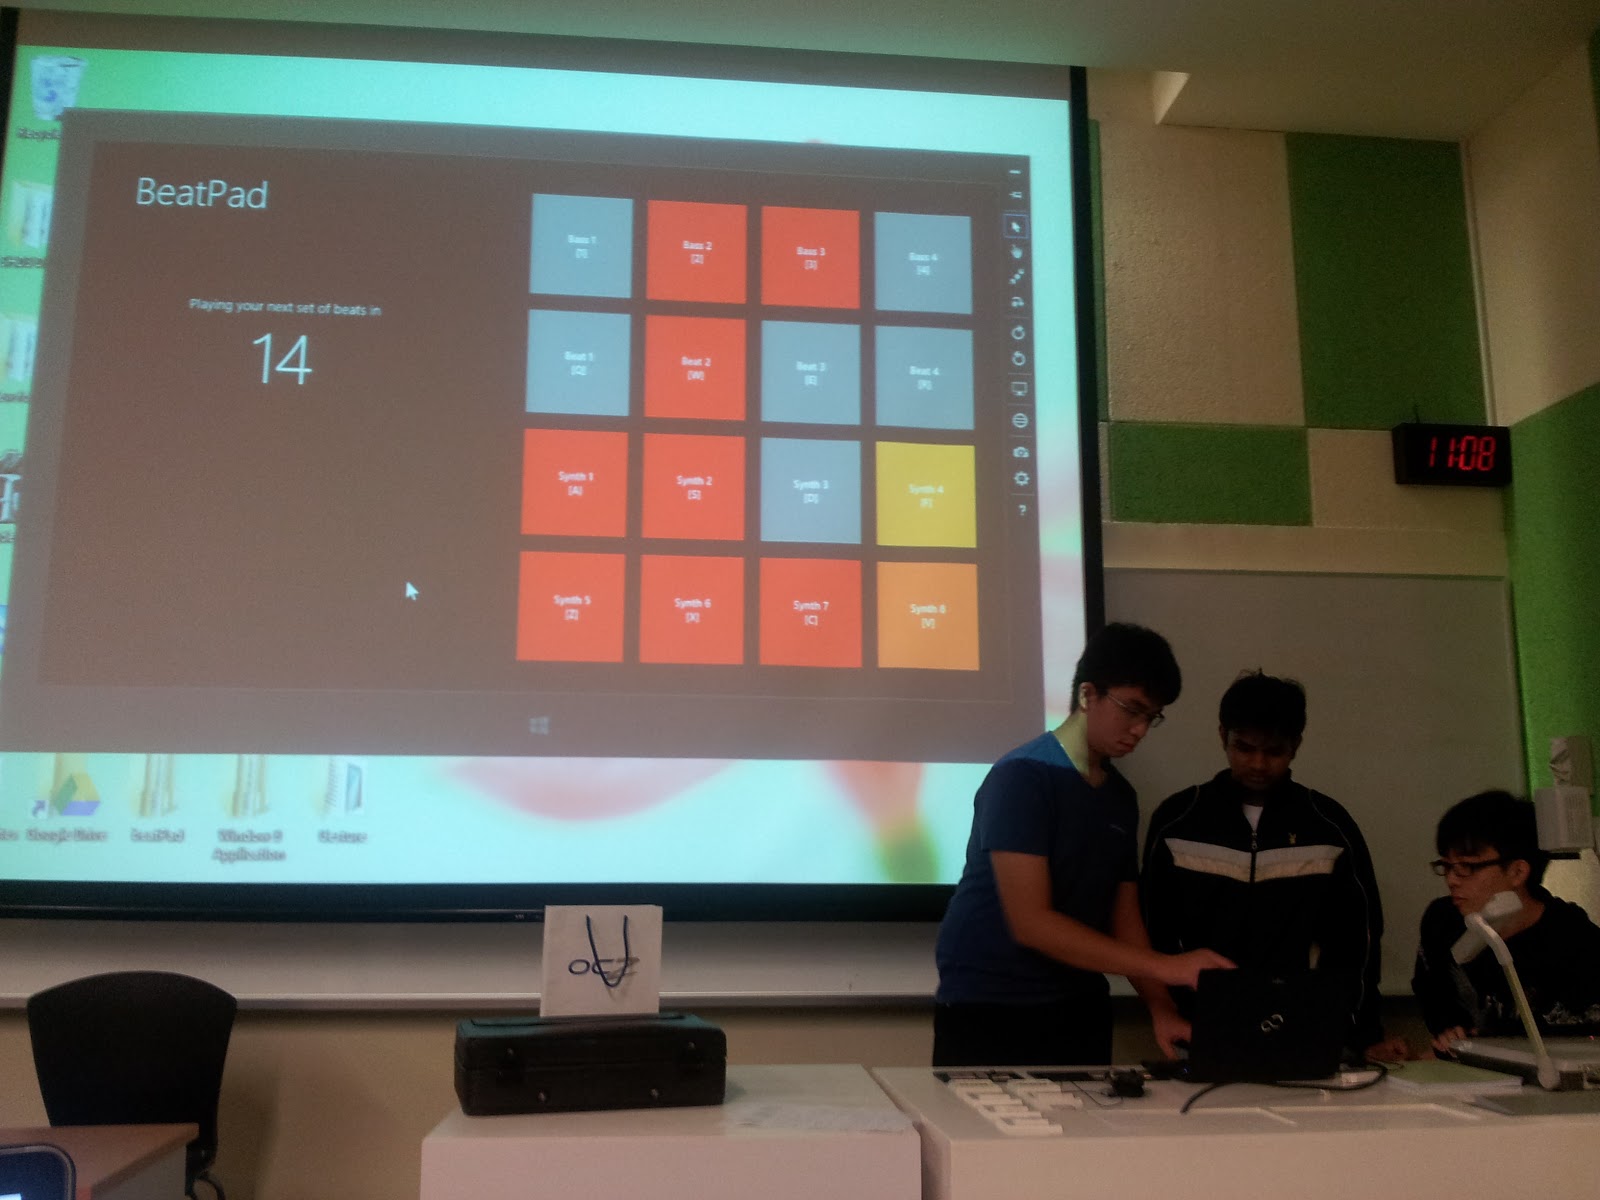 BeatPad
Playing your next set of beats in
14
Bass 1
[1]
Bass 2
[2]
Bass 3
[3]
Bass 4
[4]
Beat 1
[Q]
Beat 2
[W]
Beat 3
[E]
Beat 4
[R]
Synth 1
[A]
Synth 2
[S]
Synth 3
[D]
Synth 4
[F]
Synth 5
[Z]
Synth 6
[X]
Synth 7
[C]
Synth 8
[V]
?
Google Drive
BeatPad
Window 8
Application
11:08
OCZ